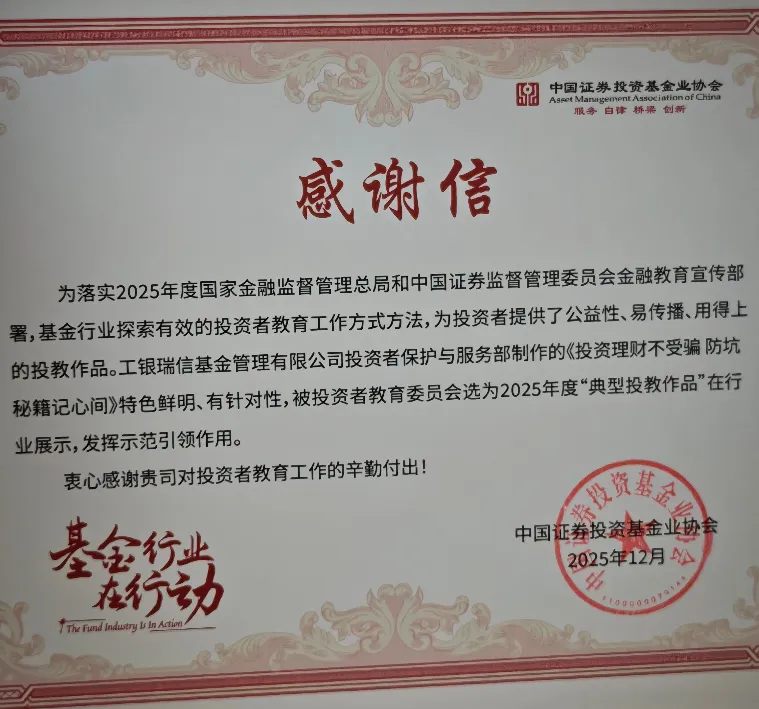 中国证券投资基金业协会
Asset Management Association of China
服务 自律 桥梁 创新
感谢信
为落实2025年度国家金融监督管理总局和中国证券监督管理委员会金融教育宣传部
署，基金行业探索有效的投资者教育工作方式方法，为投资者提供了公益性、易传播、用得上
的投教作品。工银瑞信基金管理有限公司投资者保护与服务部制作的《投资理财不受骗 防坑
秘籍记心间》特色鲜明、有针对性，被投资者教育委员会选为2025年度“典型投教作品”在行
业展示，发挥示范引领作用。
衷心感谢贵司对投资者教育工作的辛勤付出！
中国证券投资基金业协会
2025年12月
中国证券投资基金业协会
基金行业
在行动
The Fund Industry Is In Action